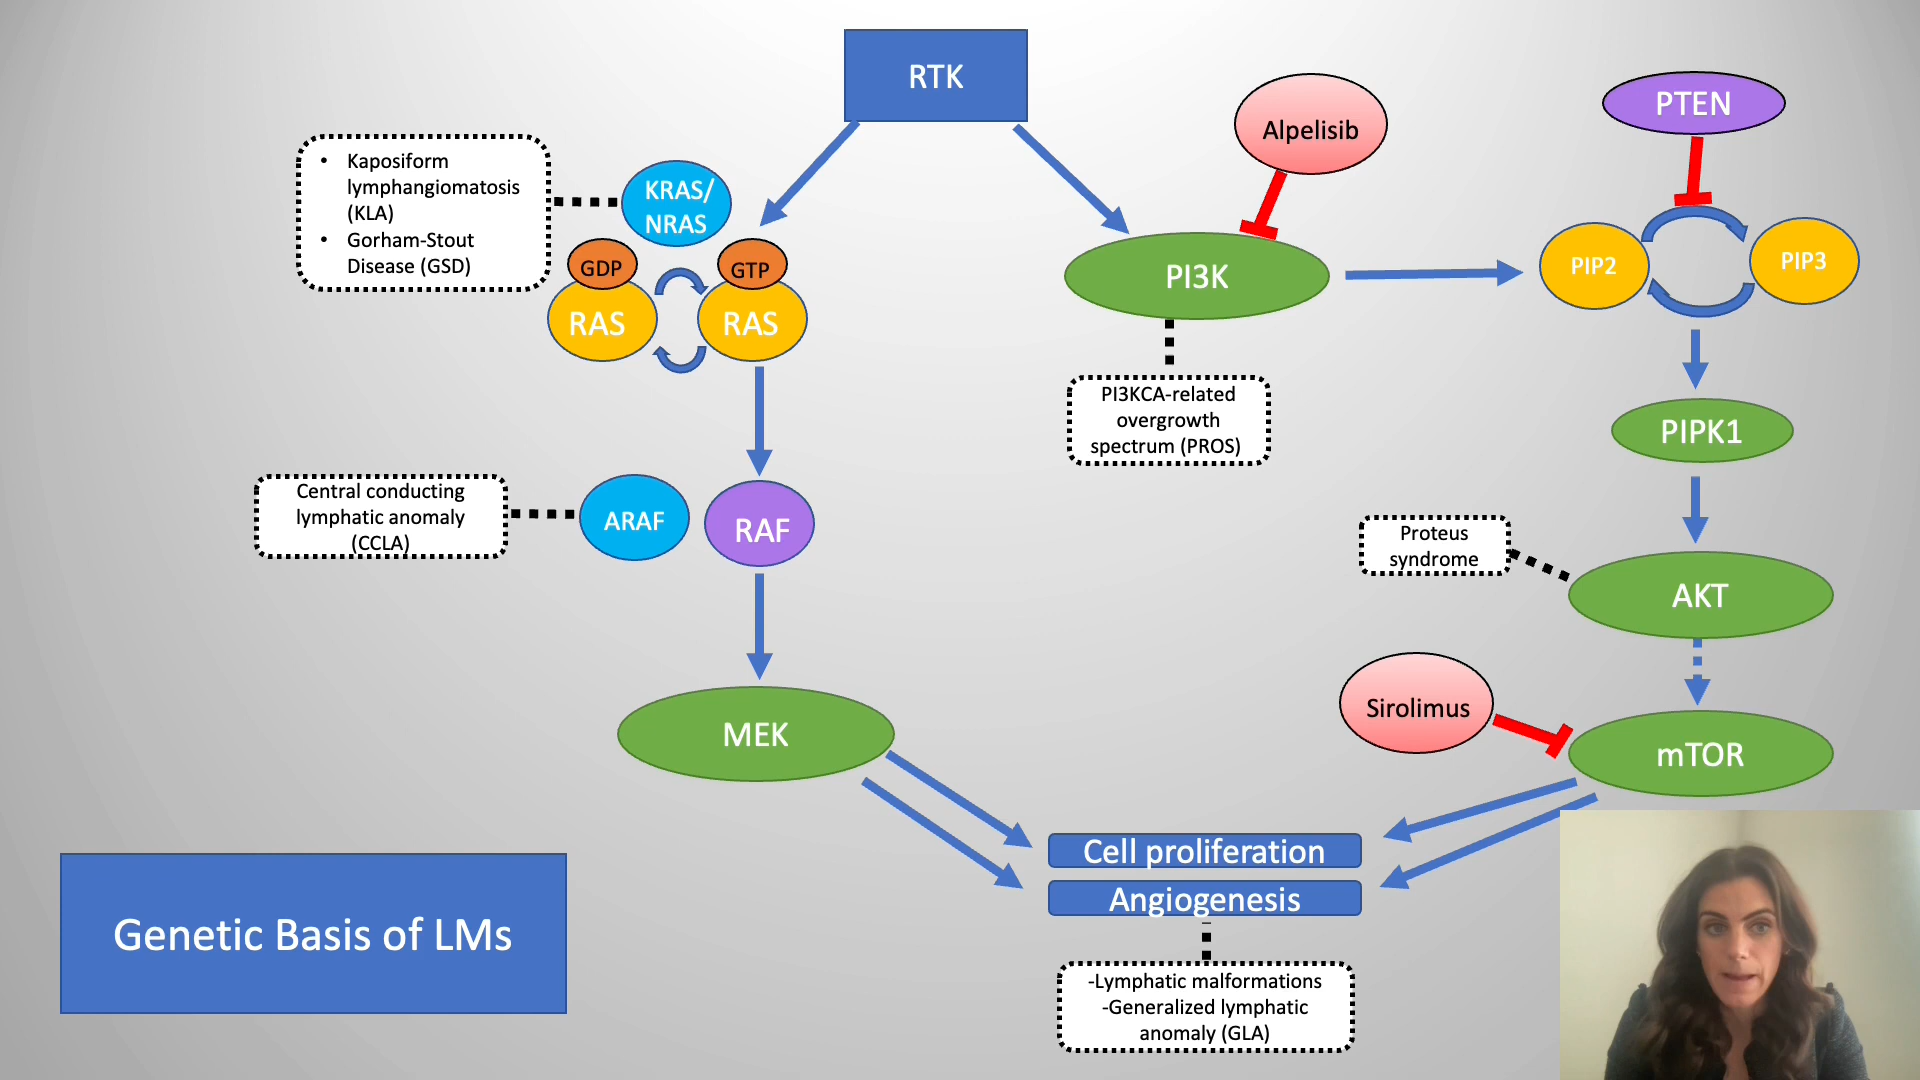 RTK
Alpelisib
PTEN
• Kaposiform
lymphangiomatosis
(KLA)
• Gorham-Stout
Disease (GSD)
KRAS/
NRAS
GDP
GTP
RAS
RAS
PI3K
PIP2
PIP3
PI3KCA-related
overgrowth
spectrum (PROS)
PIPK1
Central conducting
lymphatic anomaly
(CCLA)
ARAF
RAF
Proteus
syndrome
AKT
Sirolimus
MEK
mTOR
Cell proliferation
Angiogenesis
Genetic Basis of LMs
-Lymphatic malformations
-Generalized lymphatic
anomaly (GLA)